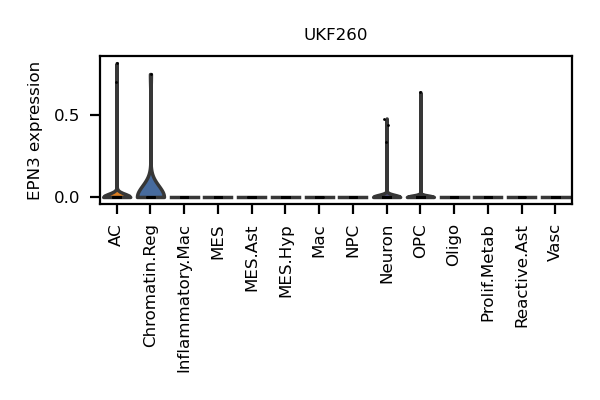 UKF260
EPN3 expression
0.5
0.0
AC
Chromatin.Reg
Inflammatory.Mac
MES
MES.Ast
MES.Hyp
Mac
NPC
Neuron
OPC
Oligo
Prolif.Metab
Reactive.Ast
Vasc